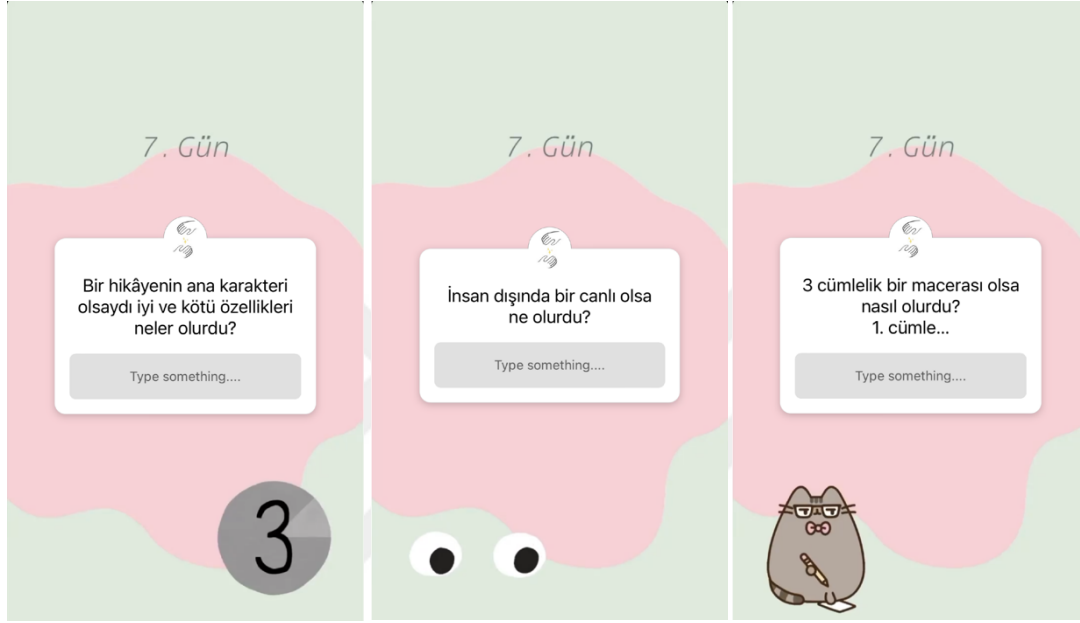 7. Gün
Bir hikâyenin ana karakteri
olsaydı iyi ve kötü özellikleri
neler olurdu?
Type something....
3
7. Gün
İnsan dışında bir canlı olsa
ne olurdu?
Type something....
7. Gün
3 cümlelik bir macerası olsa
nasıl olurdu?
1. cümle...
Type something....